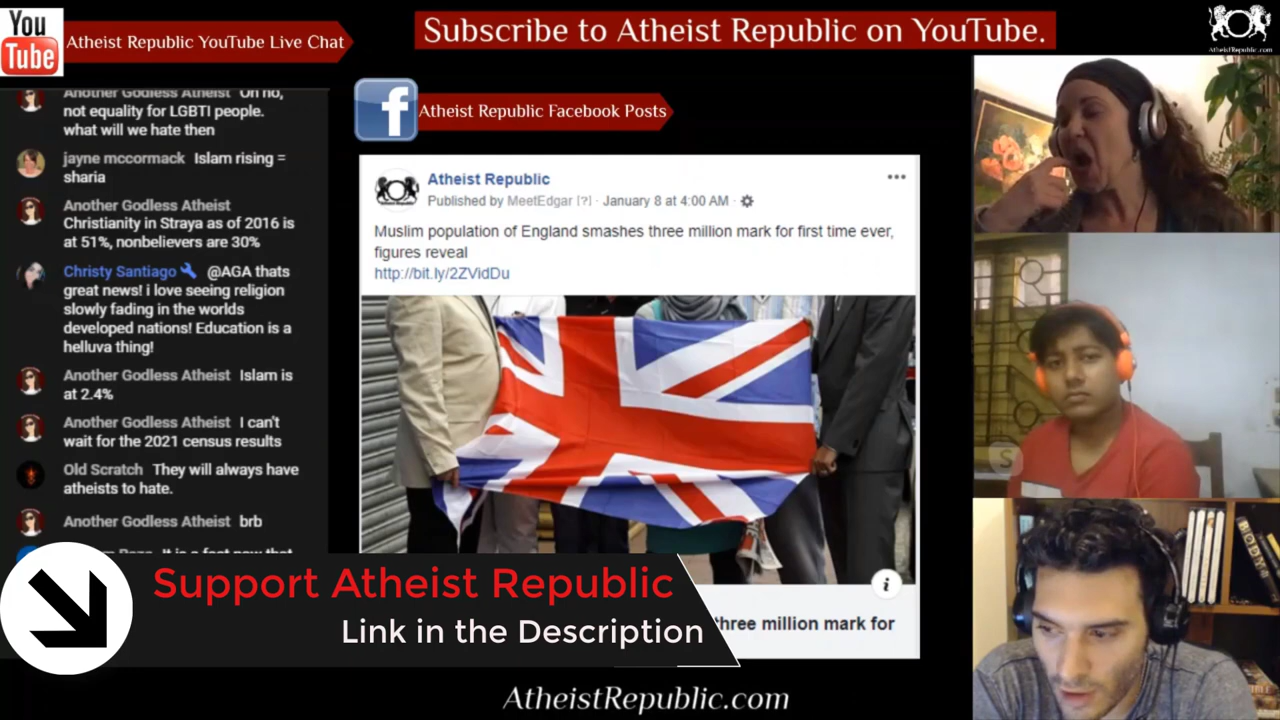 You
Tube
Atheist Republic YouTube Live Chat
Subscribe to Atheist Republic on YouTube.
AtheistRepublic.com
Atheist Republic Facebook Posts
Another Godless Atheist Oh no,
not equality for LGBTI people.
what will we hate then
jayne mccormack Islam rising =
sharia
Another Godless Atheist
Christianity in Straya as of 2016 is
at 51%, nonbelievers are 30%
Christy Santiago @AGA thats
great news! i love seeing religion
slowly fading in the worlds
developed nations! Education is a
helluva thing!
Another Godless Atheist Islam is
at 2.4%
Another Godless Atheist I can't
wait for the 2021 census results
Old Scratch They will always have
atheists to hate.
Another Godless Atheist brb
It is a fact now that
f
Atheist Republic
Published by MeetEdgar [?] · January 8 at 4:00 AM ·
Muslim population of England smashes three million mark for first time ever,
figures reveal
http://bit.ly/2ZVidDu
i
three million mark for
S
Support Atheist Republic
Link in the Description
AtheistRepublic.com